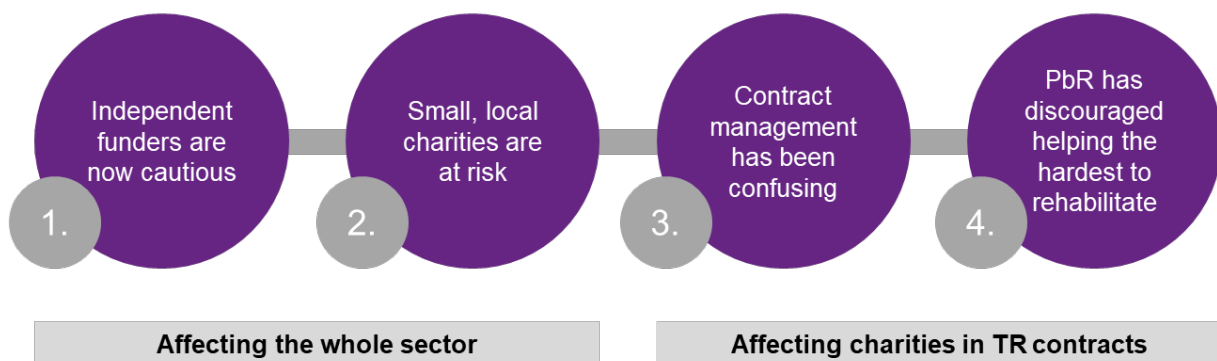 Independent
funders are
now cautious
1.
Small, local
charities are
at risk
2.
Contract
management
has been
confusing
3.
PbR has
discouraged
helping the
hardest to
rehabilitate
4.
Affecting the whole sector
Affecting charities in TR contracts